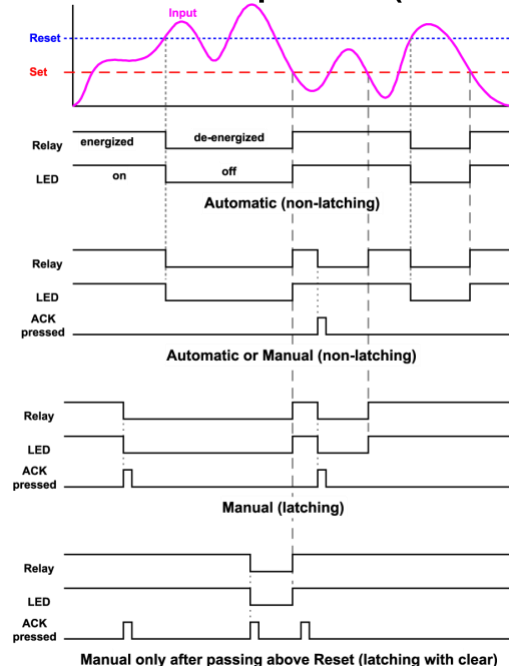 Input
Reset
Set
energized
de-energized
Relay
on
off
LED
Automatic (non-latching)
Relay
LED
ACK
pressed
Automatic or Manual (non-latching)
Relay
LED
ACK
pressed
Manual (latching)
Relay
LED
ACK
pressed
Manual only after passing above Reset (latching with clear)